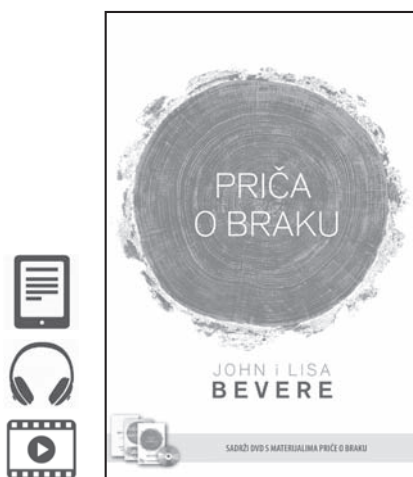 PRIČA
O BRAKU
JOHN i LISA
BEVERE
SADRŽI DVD S MATERIJALIMA PRIČE O BRAKU